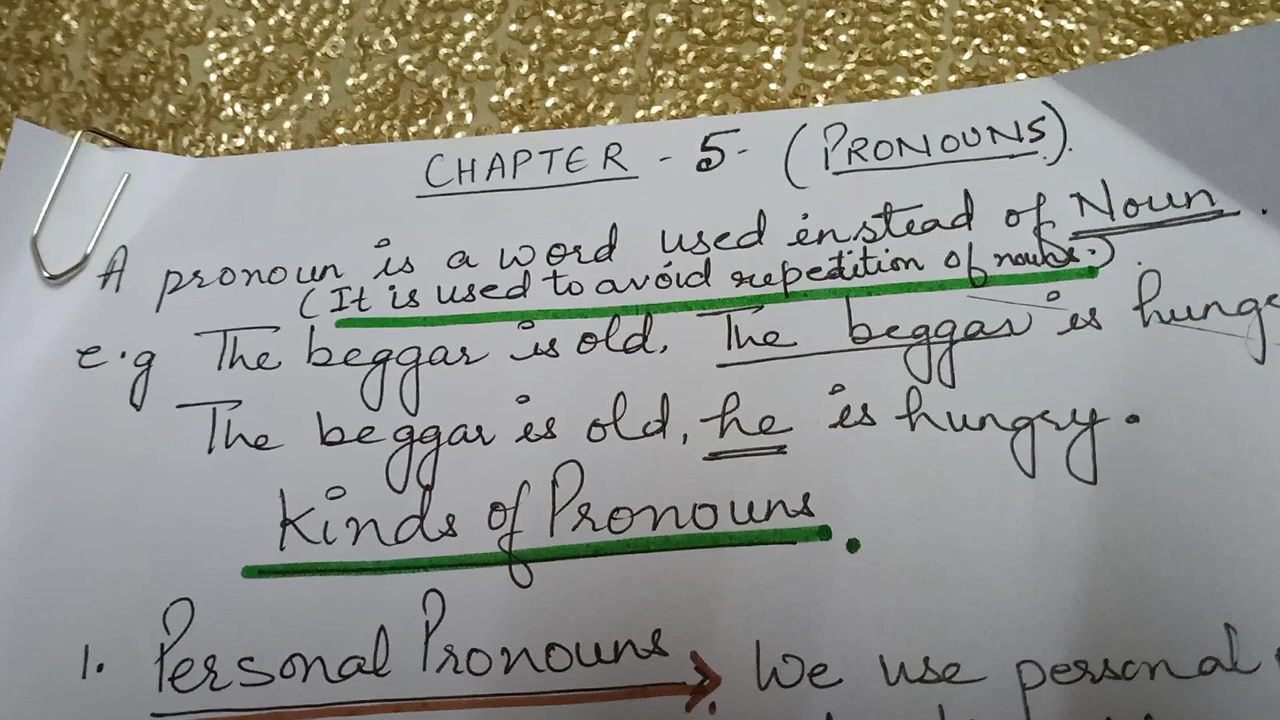 CHAPTER - 5 - (PRONOUNS).
A pronoun is a word used instead of Noun.
(It is used to avoid repetition of nouns.)
e.g The beggar is old. The beggar is
The beggar is old, he is hungry.
Kinds of Pronouns.
1. Personal Pronouns → We use personal